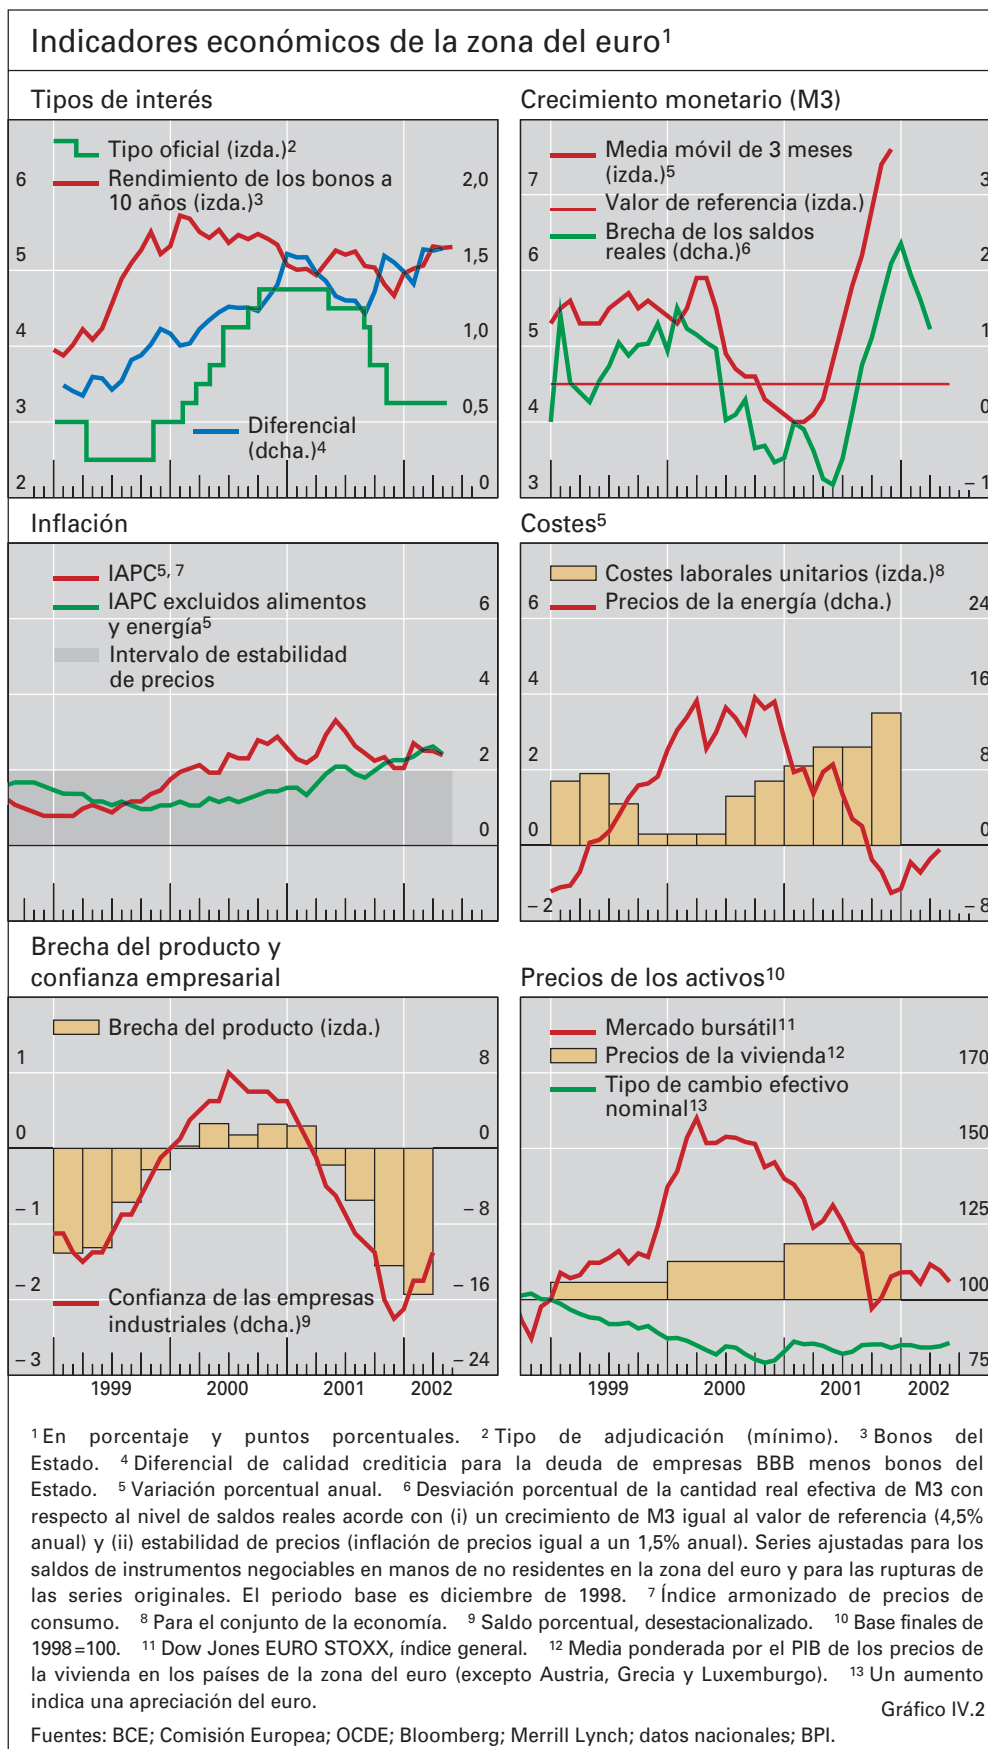 Indicadores económicos de la zona del euro¹
Tipos de interés
Tipo oficial (izda.)²
Rendimiento de los bonos a
10 años (izda.)³
Diferencial
(dcha.)⁴
6
5
4
3
2
2,0
1,5
1,0
0,5
0
Crecimiento monetario (M3)
Media móvil de 3 meses
(izda.)⁵
Valor de referencia (izda.)
Brecha de los saldos
reales (dcha.)⁶
7
6
5
4
3
3
2
1
0
– 1
Inflación
IAPC⁵, ⁷
IAPC excluidos alimentos
y energía⁵
Intervalo de estabilidad
de precios
6
4
2
0
Costes⁵
Costes laborales unitarios (izda.)⁸
Precios de la energía (dcha.)
6
4
2
0
– 2
24
16
8
0
– 8
Brecha del producto y
confianza empresarial
Brecha del producto (izda.)
Confianza de las empresas
industriales (dcha.)⁹
1
0
– 1
– 2
– 3
8
0
– 8
– 16
– 24
1999 2000 2001 2002
Precios de los activos¹⁰
Mercado bursátil¹¹
Precios de la vivienda¹²
Tipo de cambio efectivo
nominal¹³
170
150
125
100
75
1999 2000 2001 2002
¹ En porcentaje y puntos porcentuales. ² Tipo de adjudicación (mínimo). ³ Bonos del
Estado. ⁴ Diferencial de calidad crediticia para la deuda de empresas BBB menos bonos del
Estado. ⁵ Variación porcentual anual. ⁶ Desviación porcentual de la cantidad real efectiva de M3 con
respecto al nivel de saldos reales acorde con (i) un crecimiento de M3 igual al valor de referencia (4,5%
anual) y (ii) estabilidad de precios (inflación de precios igual a un 1,5% anual). Series ajustadas para los
saldos de instrumentos negociables en manos de no residentes en la zona del euro y para las rupturas de
las series originales. El periodo base es diciembre de 1998. ⁷ Índice armonizado de precios de
consumo. ⁸ Para el conjunto de la economía. ⁹ Saldo porcentual, desestacionalizado. ¹⁰ Base finales de
1998=100. ¹¹ Dow Jones EURO STOXX, índice general. ¹² Media ponderada por el PIB de los precios de
la vivienda en los países de la zona del euro (excepto Austria, Grecia y Luxemburgo). ¹³ Un aumento
indica una apreciación del euro.
Gráfico IV.2
Fuentes: BCE; Comisión Europea; OCDE; Bloomberg; Merrill Lynch; datos nacionales; BPI.